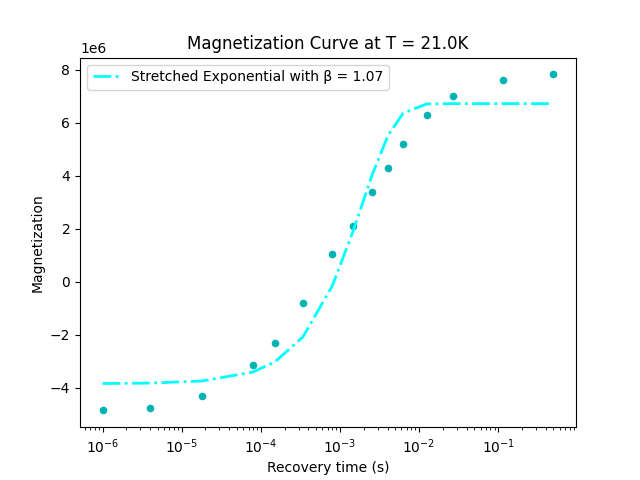 Magnetization Curve at T = 21.0K
1e6
Stretched Exponential with β = 1.07
8
6
4
2
0
−2
−4
Magnetization
10⁻⁶ 10⁻⁵ 10⁻⁴ 10⁻³ 10⁻² 10⁻¹
Recovery time (s)